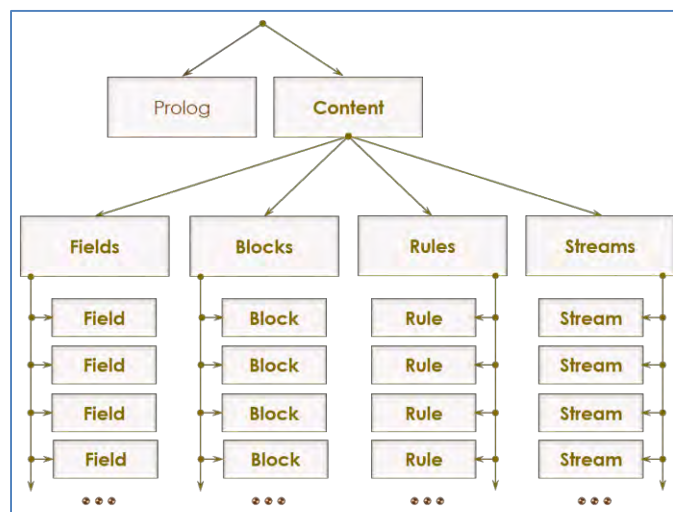 Prolog
Content
Fields
Blocks
Rules
Streams
Field
Block
Rule
Stream
Field
Block
Rule
Stream
Field
Block
Rule
Stream
Field
Block
Rule
Stream